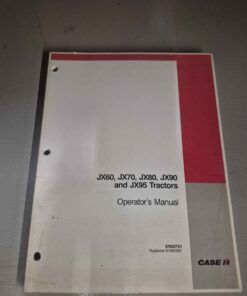 JX60, JX70, JX80, JX90
and JX95 Tractors
Operator's Manual
CASE IH